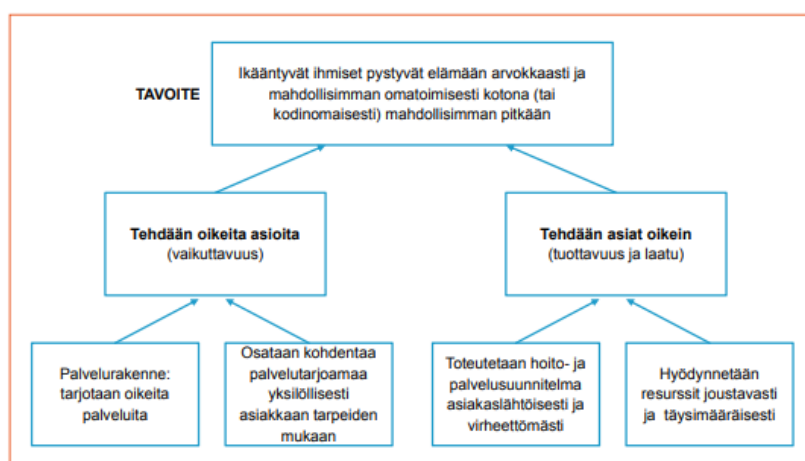 TAVOITE
Ikääntyvät ihmiset pystyvät elämään arvokkaasti ja
mahdollisimman omatoimisesti kotona (tai
kodinomaisesti) mahdollisimman pitkään
Tehdään oikeita asioita
(vaikuttavuus)
Tehdään asiat oikein
(tuottavuus ja laatu)
Palvelurakenne:
tarjotaan oikeita
palveluita
Osataan kohdentaa
palvelutarjoamaa
yksilöllisesti
asiakkaan tarpeiden
mukaan
Toteutetaan hoito- ja
palvelusuunnitelma
asiakaslähtöisesti ja
virheettömästi
Hyödynnetään
resurssit joustavasti
ja täysimääräisesti